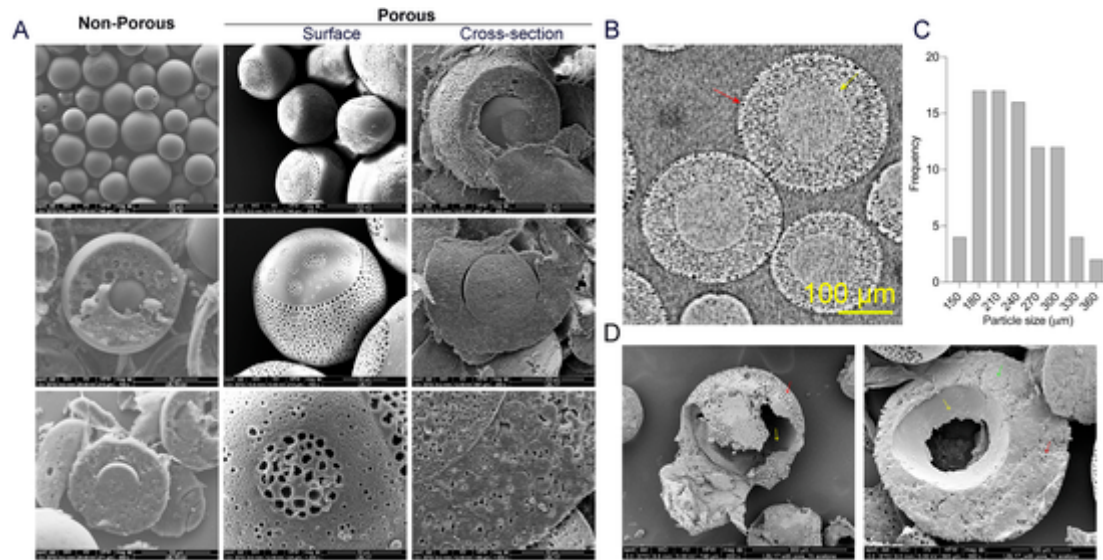 A
Non-Porous
Porous
Surface
Cross-section
B
100 µm
C
20
15
10
5
0
Frequency
150
180
210
240
270
300
330
360
Particle size (µm)
D